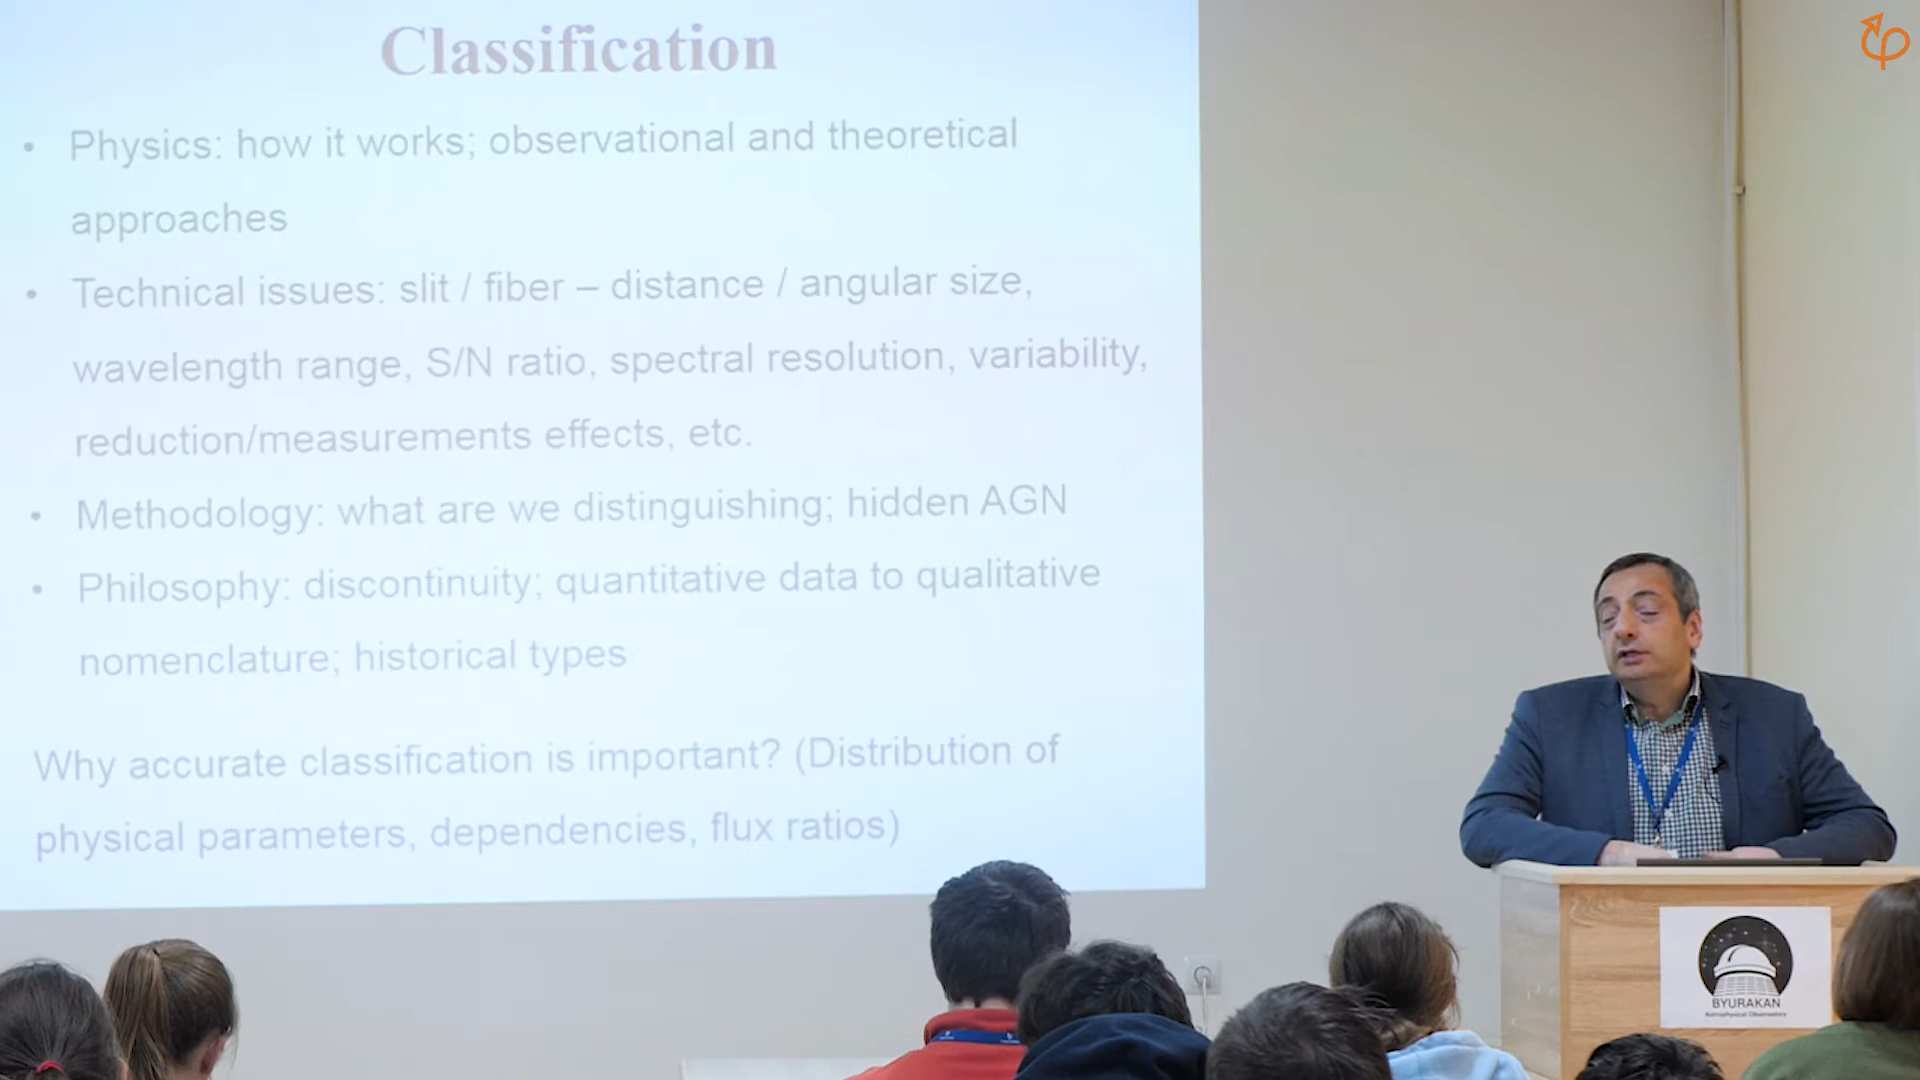 Classification
• Physics: how it works; observational and theoretical
approaches
• Technical issues: slit / fiber – distance / angular size,
wavelength range, S/N ratio, spectral resolution, variability,
reduction/measurements effects, etc.
• Methodology: what are we distinguishing; hidden AGN
• Philosophy: discontinuity; quantitative data to qualitative
nomenclature; historical types
Why accurate classification is important? (Distribution of
physical parameters, dependencies, flux ratios)
BYURAKAN
Astrophysical Observatory